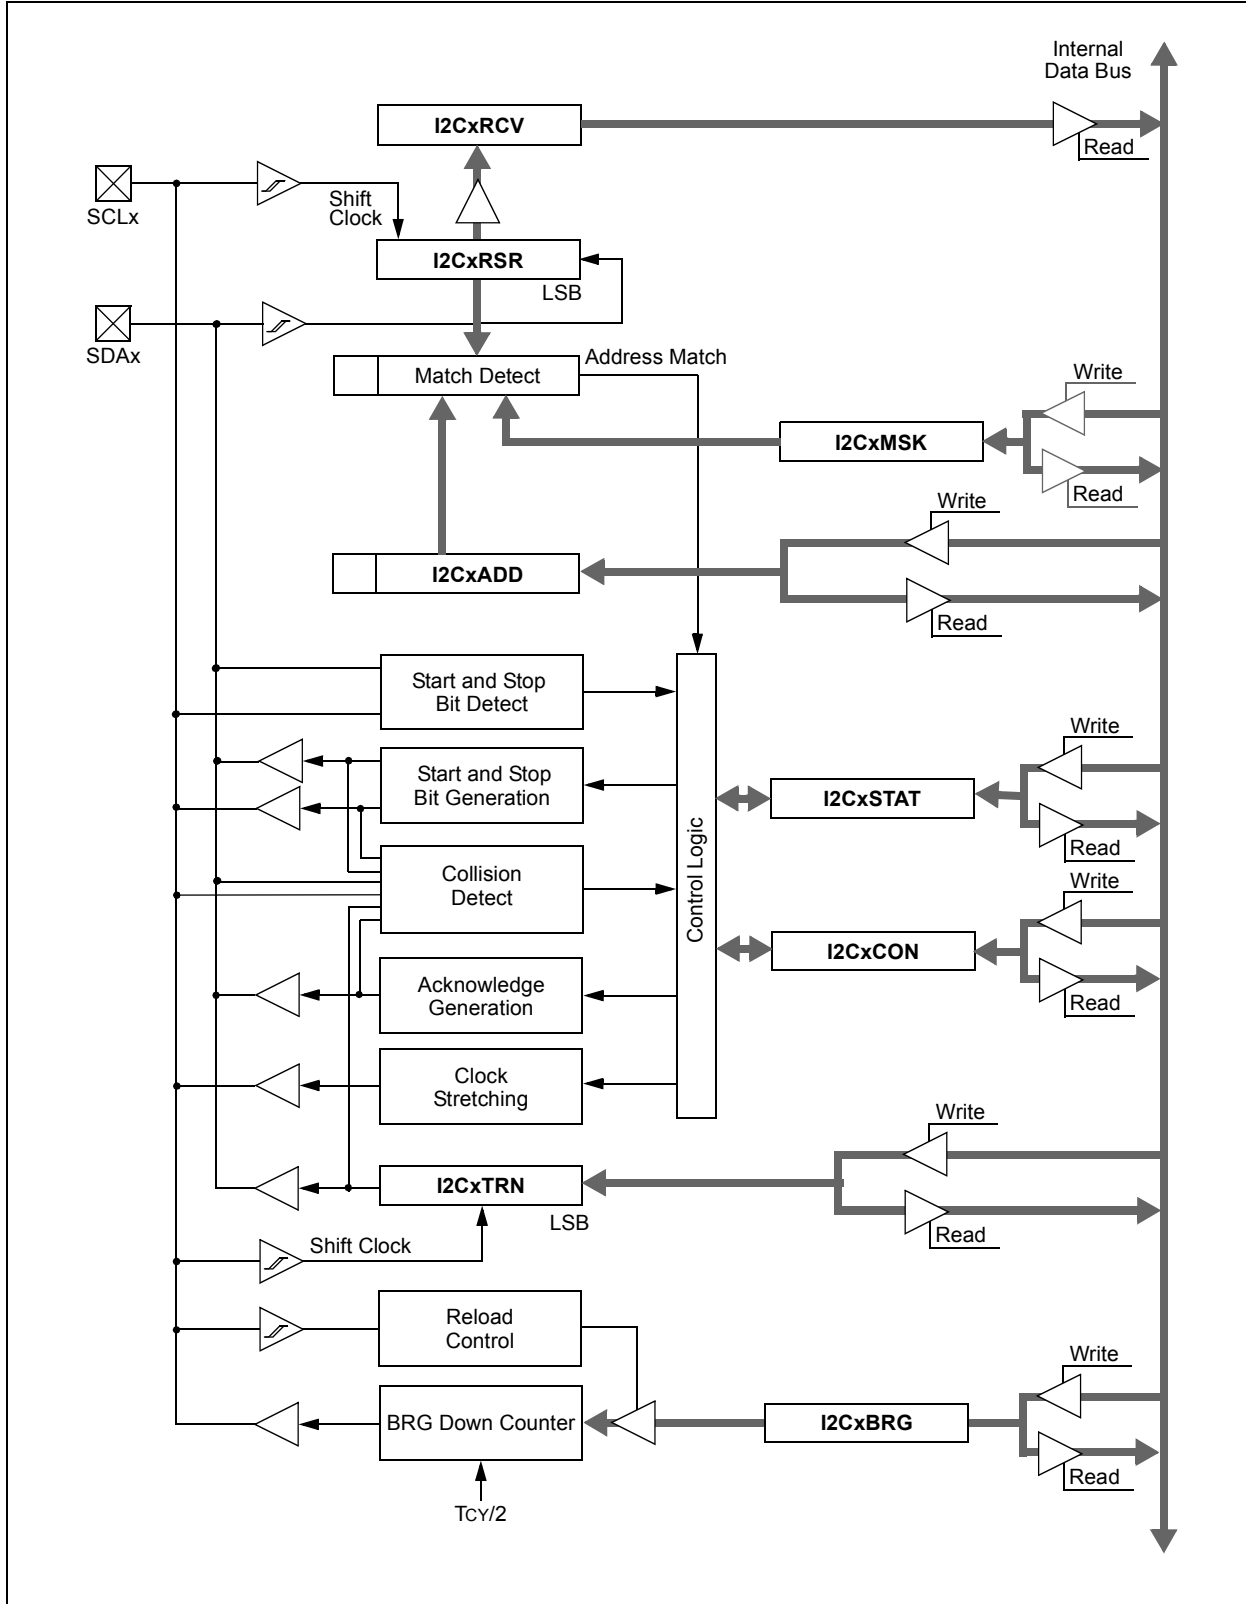 Internal
Data Bus
I2CxRCV
Read
SCLx
Shift
Clock
I2CxRSR
LSB
SDAx
Match Detect
Address Match
Write
I2CxMSK
Read
Write
I2CxADD
Read
Start and Stop
Bit Detect
Write
Start and Stop
Bit Generation
I2CxSTAT
Read
Control Logic
Collision
Detect
Write
I2CxCON
Read
Acknowledge
Generation
Clock
Stretching
Write
I2CxTRN
LSB
Read
Shift Clock
Reload
Control
Write
BRG Down Counter
I2CxBRG
Read
TCY/2